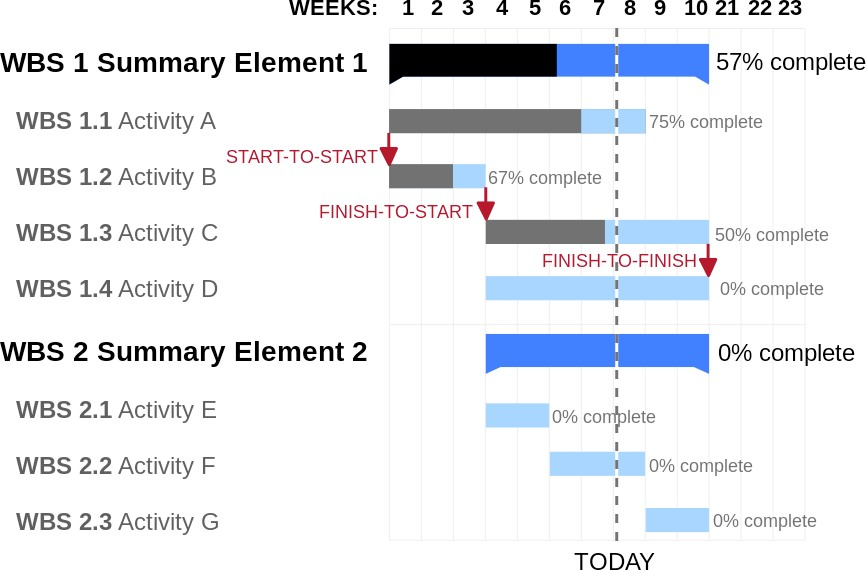 WEEKS: 1 2 3 4 5 6 7 8 9 10 21 22 23
WBS 1 Summary Element 1 57% complete
WBS 1.1 Activity A 75% complete
START-TO-START
WBS 1.2 Activity B 67% complete
FINISH-TO-START
WBS 1.3 Activity C 50% complete
FINISH-TO-FINISH
WBS 1.4 Activity D 0% complete
WBS 2 Summary Element 2 0% complete
WBS 2.1 Activity E 0% complete
WBS 2.2 Activity F 0% complete
WBS 2.3 Activity G 0% complete
TODAY